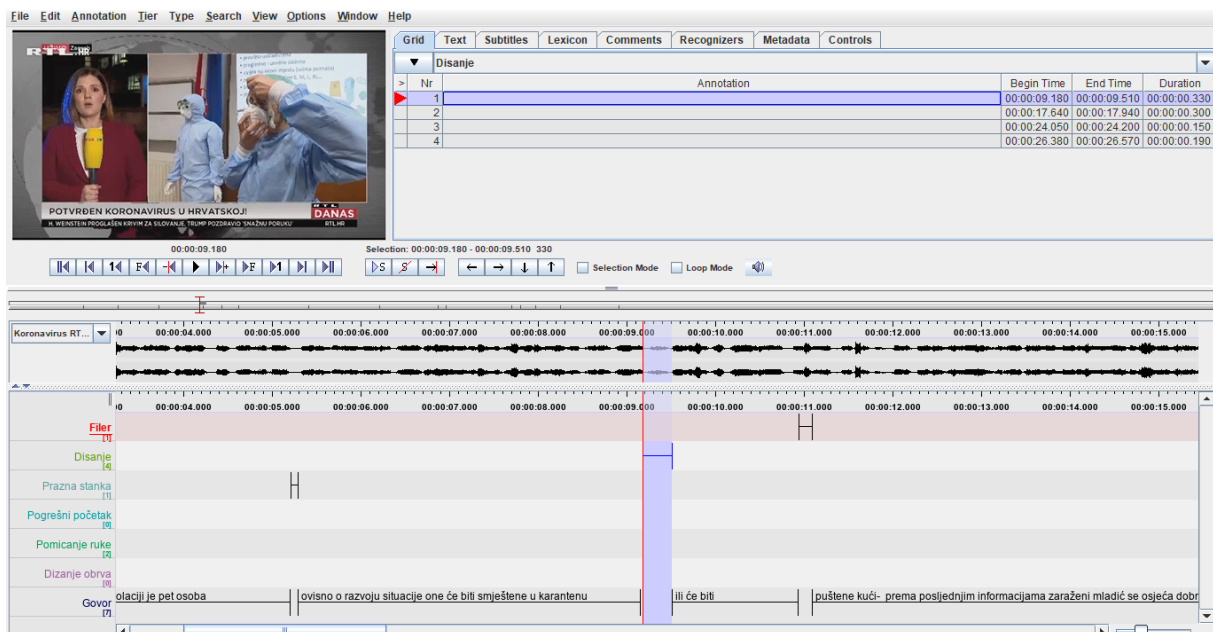 File Edit Annotation Tier Type Search View Options Window Help
RTL.HR
Grid Text Subtitles Lexicon Comments Recognizers Metadata Controls
Disanje
> Nr Annotation Begin Time End Time Duration
1 00:00:09.180 00:00:09.510 00:00:00.330
2 00:00:17.640 00:00:17.940 00:00:00.300
3 00:00:24.050 00:00:24.200 00:00:00.150
4 00:00:26.380 00:00:26.570 00:00:00.190
POTVRĐEN KORONAVIRUS U HRVATSKOJ!
RTL DANAS
H. WEINSTEIN PROGLAŠEN KRIVIM ZA SILOVANJE, TRUMP POZDRAVIO 'SNAŽNU PORUKU' RTL.HR
00:00:09.180 Selection: 00:00:09.180 - 00:00:09.510 330
1 F + F 1 S S Selection Mode Loop Mode
Koronavirus RT... 00:00:04.000 00:00:05.000 00:00:06.000 00:00:07.000 00:00:08.000 00:00:09.000 00:00:10.000 00:00:11.000 00:00:12.000 00:00:13.000 00:00:14.000 00:00:15.000
00:00:04.000 00:00:05.000 00:00:06.000 00:00:07.000 00:00:08.000 00:00:09.000 00:00:10.000 00:00:11.000 00:00:12.000 00:00:13.000 00:00:14.000 00:00:15.000
Filer
[1]
Disanje
[4]
Prazna stanka
[1]
Pogrešni početak
[0]
Pomicanje ruke
[2]
Dizanje obrva
[0]
Govor olaciji je pet osoba ovisno o razvoju situacije one će biti smještene u karantenu ili će biti puštene kući- prema posljednjim informacijama zaraženi mladić se osjeća dobr
[7]